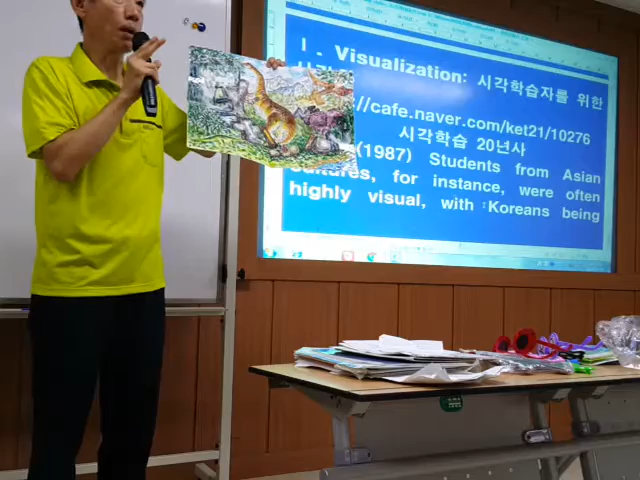 Ⅰ. Visualization: 시각학습자를 위한
//cafe.naver.com/ket21/10276
시각학습 20년사
(1987) Students from Asian
cultures, for instance, were often
highly visual, with Koreans being